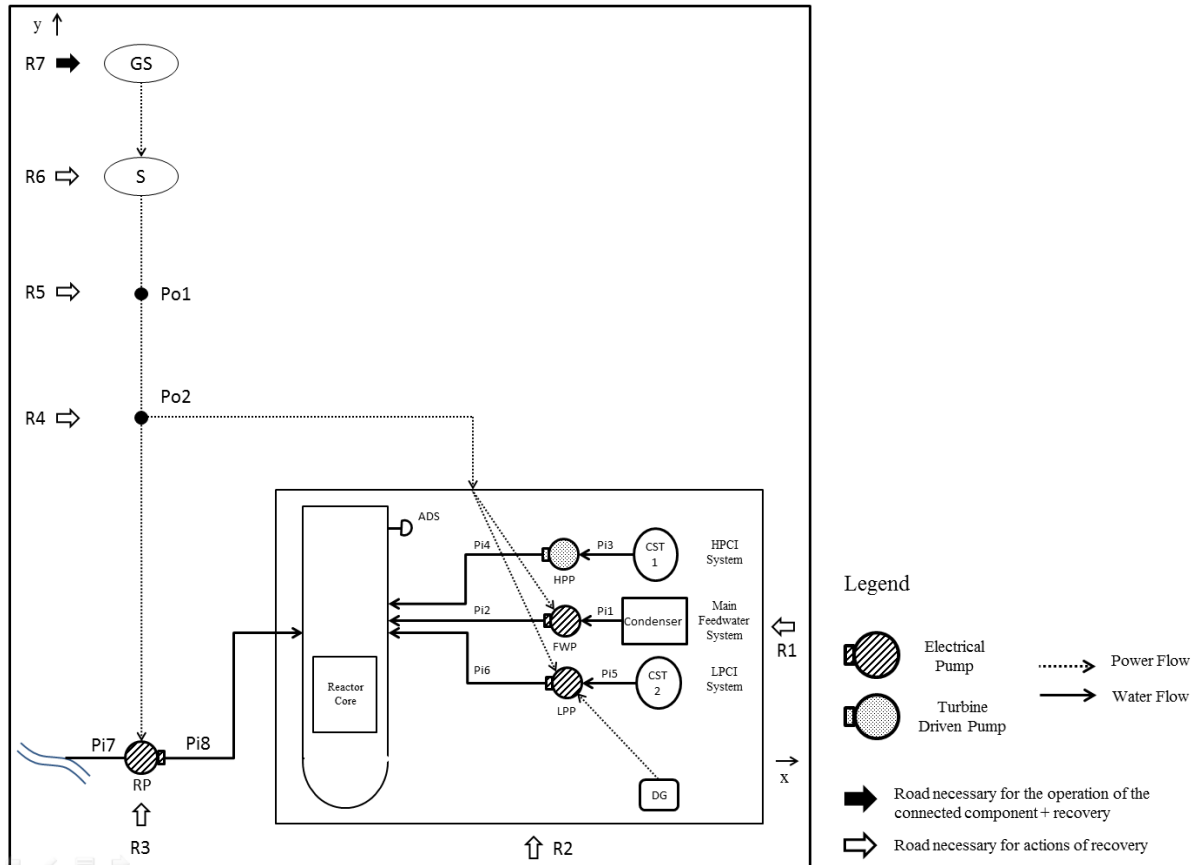 y
R7
GS
R6
S
R5
Po1
Po2
R4
ADS
Pi4
Pi3
CST
1
HPCI
System
HPP
Pi2
Pi1
Condenser
Main
Feedwater
System
FWP
R1
Pi6
Pi5
CST
2
LPCI
System
LPP
Reactor
Core
Pi7
Pi8
RP
DG
x
R3
R2
Legend
Electrical
Pump
Power Flow
Water Flow
Turbine
Driven Pump
Road necessary for the operation of the
connected component + recovery
Road necessary for actions of recovery